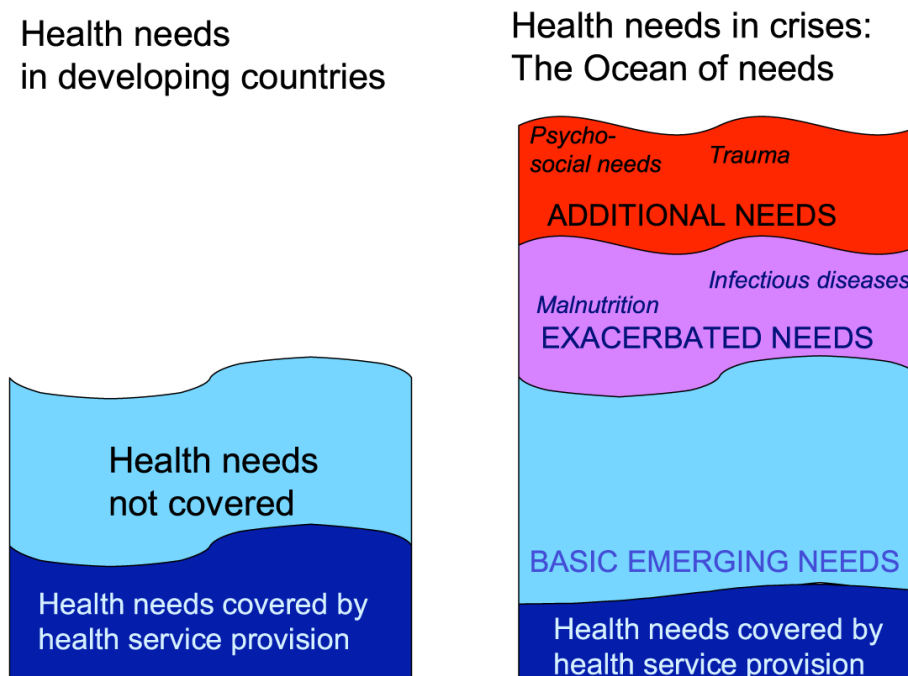 Health needs
in developing countries
Health needs
not covered
Health needs covered by
health service provision
Health needs in crises:
The Ocean of needs
Psycho-
social needs
Trauma
ADDITIONAL NEEDS
Infectious diseases
Malnutrition
EXACERBATED NEEDS
BASIC EMERGING NEEDS
Health needs covered by
health service provision